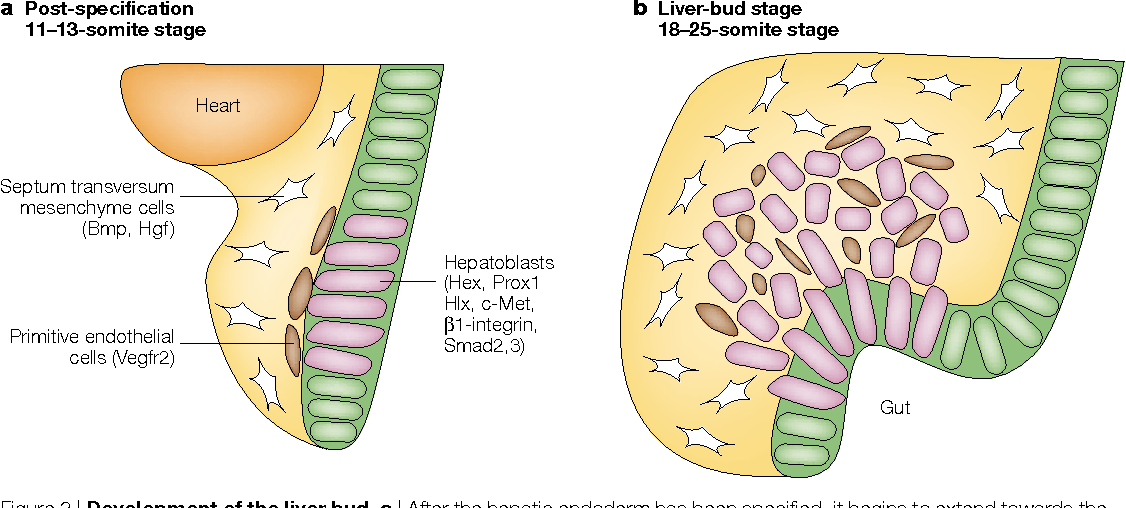 a Post-specification
11–13-somite stage
b Liver-bud stage
18–25-somite stage
Heart
Septum transversum
mesenchyme cells
(Bmp, Hgf)
Hepatoblasts
(Hex, Prox1
Hlx, c-Met,
β1-integrin,
Smad2,3)
Primitive endothelial
cells (Vegfr2)
Gut
Figure 2 | Development of the liver bud. a | After the hepatic endoderm has been specified, it begins to extend towards the